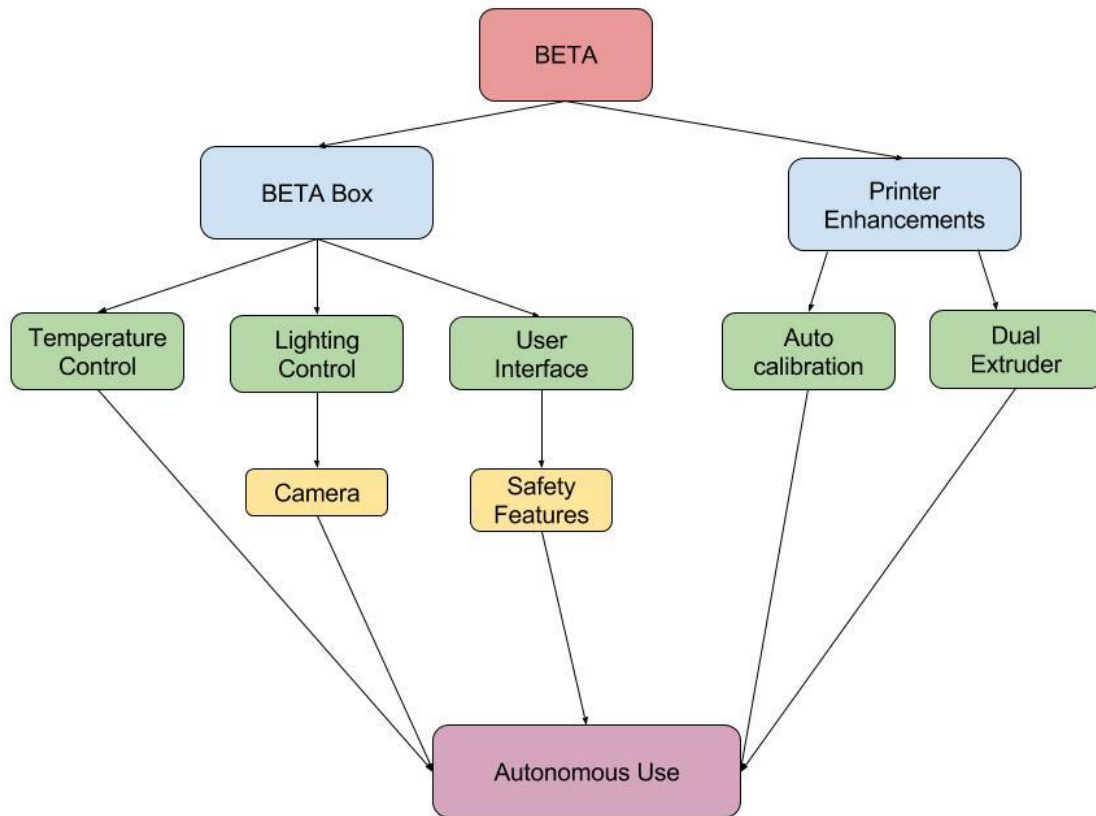 BETA
BETA Box
Printer
Enhancements
Temperature
Control
Lighting
Control
User
Interface
Auto
calibration
Dual
Extruder
Camera
Safety
Features
Autonomous Use